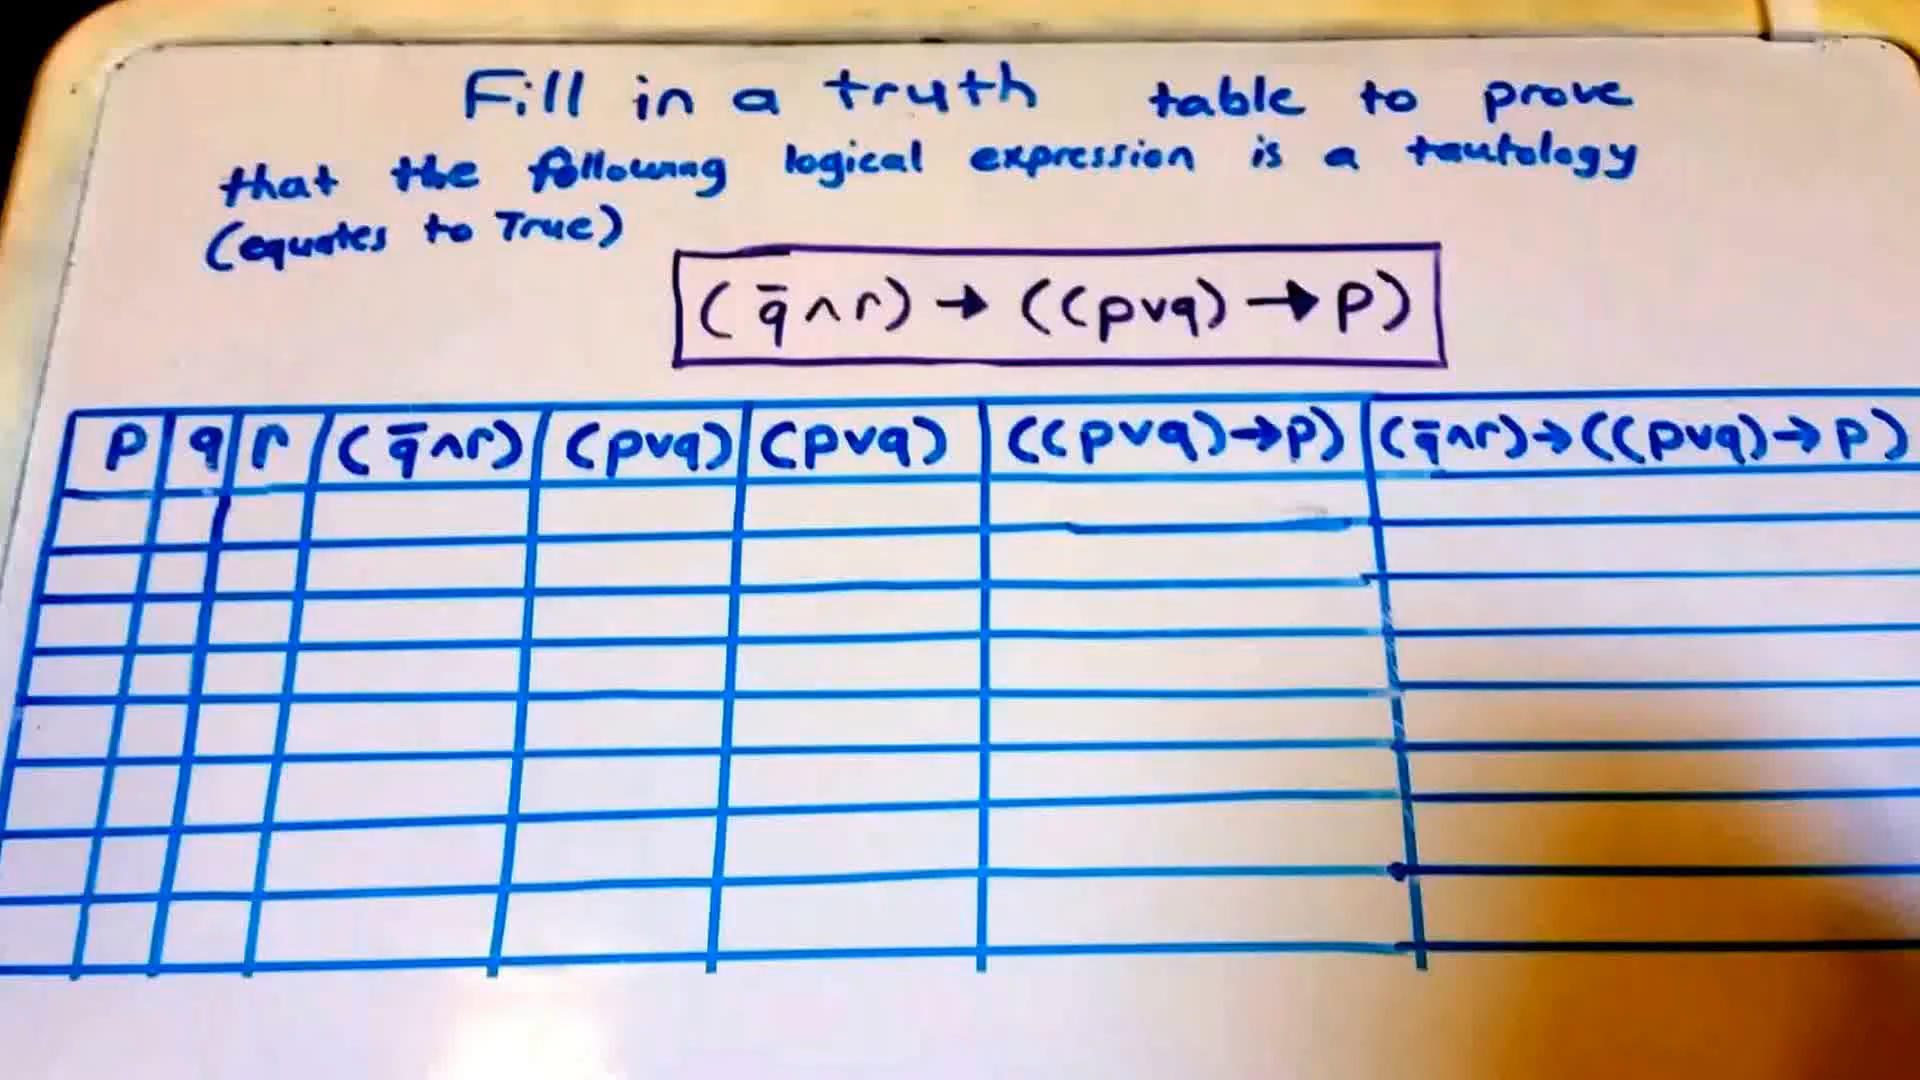 Fill in a truth table to prove
that the following logical expression is a tautology
(equates to True)
(q̄ ∧ r) → ((p ∨ q) → p)
p q r (q̄ ∧ r) (p ∨ q) (p ∨ q) ((p ∨ q) → p) (q̄ ∧ r) → ((p ∨ q) → p)